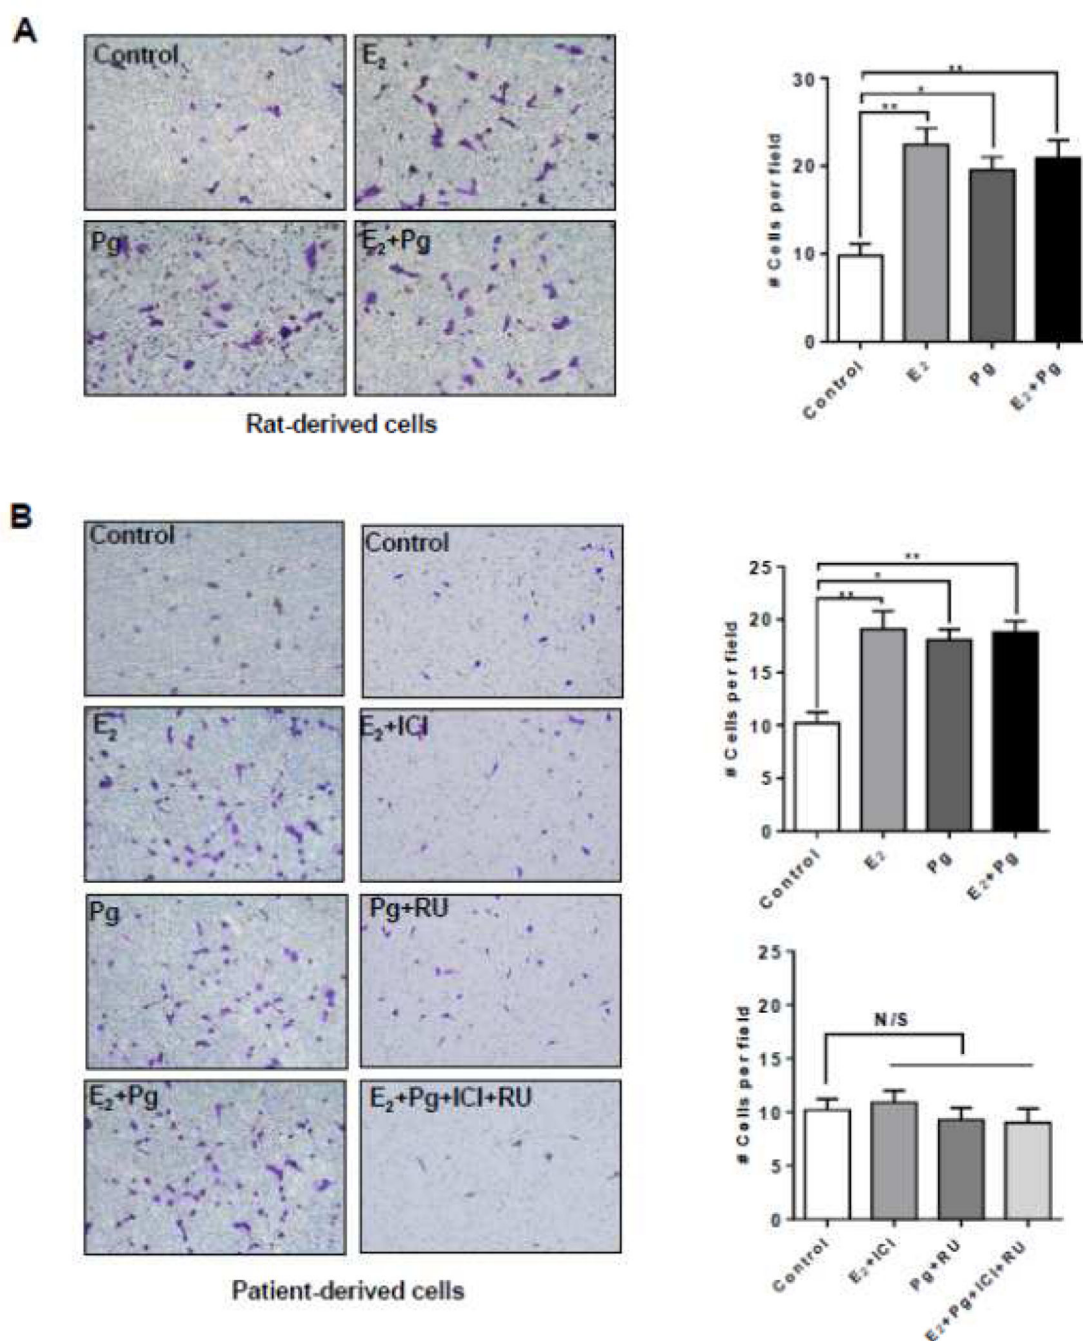 A
Control
E₂
Pg
E₂+Pg
Rat-derived cells
# Cells per field
30
20
10
0
**
*
**
Control
E₂
Pg
E₂+Pg
B
Control
Control
E₂
E₂+ICI
Pg
Pg+RU
E₂+Pg
E₂+Pg+ICI+RU
Patient-derived cells
# Cells per field
25
20
15
10
5
0
**
*
**
Control
E₂
Pg
E₂+Pg
# Cells per field
25
20
15
10
5
0
N/S
Control
E₂+ICI
Pg+RU
E₂+Pg+ICI+RU